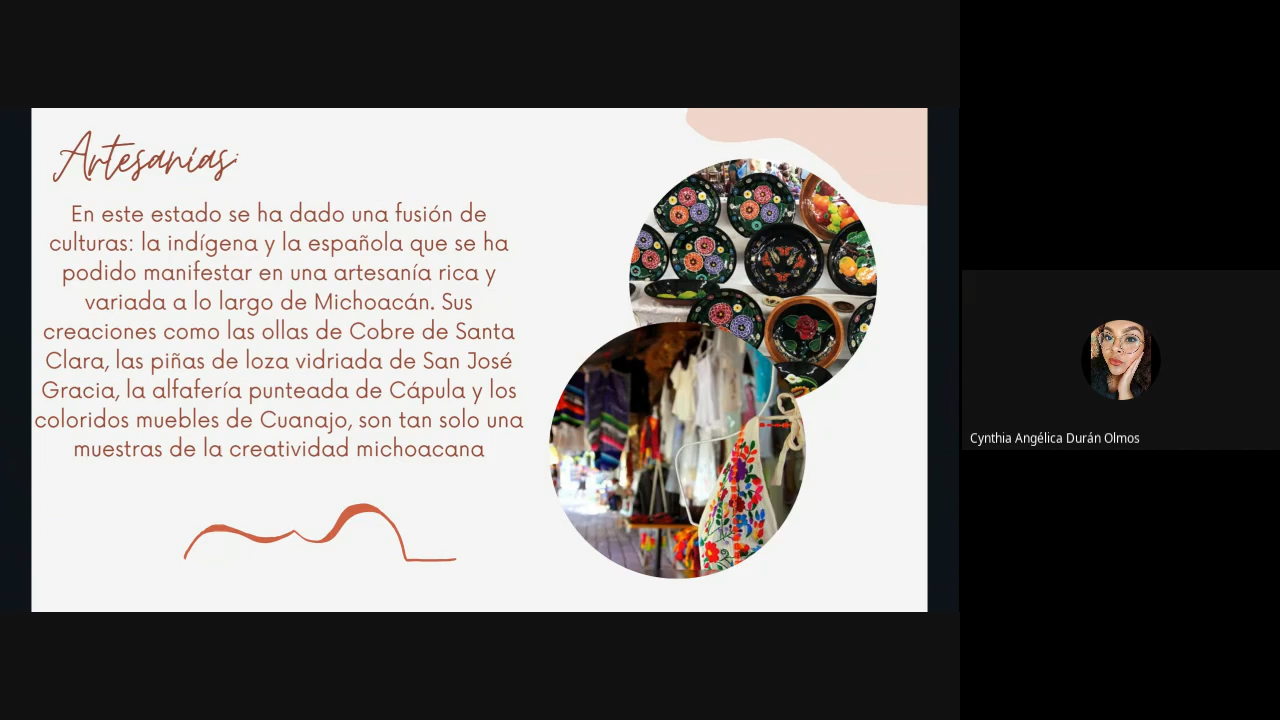 Artesanías:
En este estado se ha dado una fusión de
culturas: la indígena y la española que se ha
podido manifestar en una artesanía rica y
variada a lo largo de Michoacán. Sus
creaciones como las ollas de Cobre de Santa
Clara, las piñas de loza vidriada de San José
Gracia, la alfafería punteada de Cápula y los
coloridos muebles de Cuanajo, son tan solo una
muestras de la creatividad michoacana
Cynthia Angélica Durán Olmos